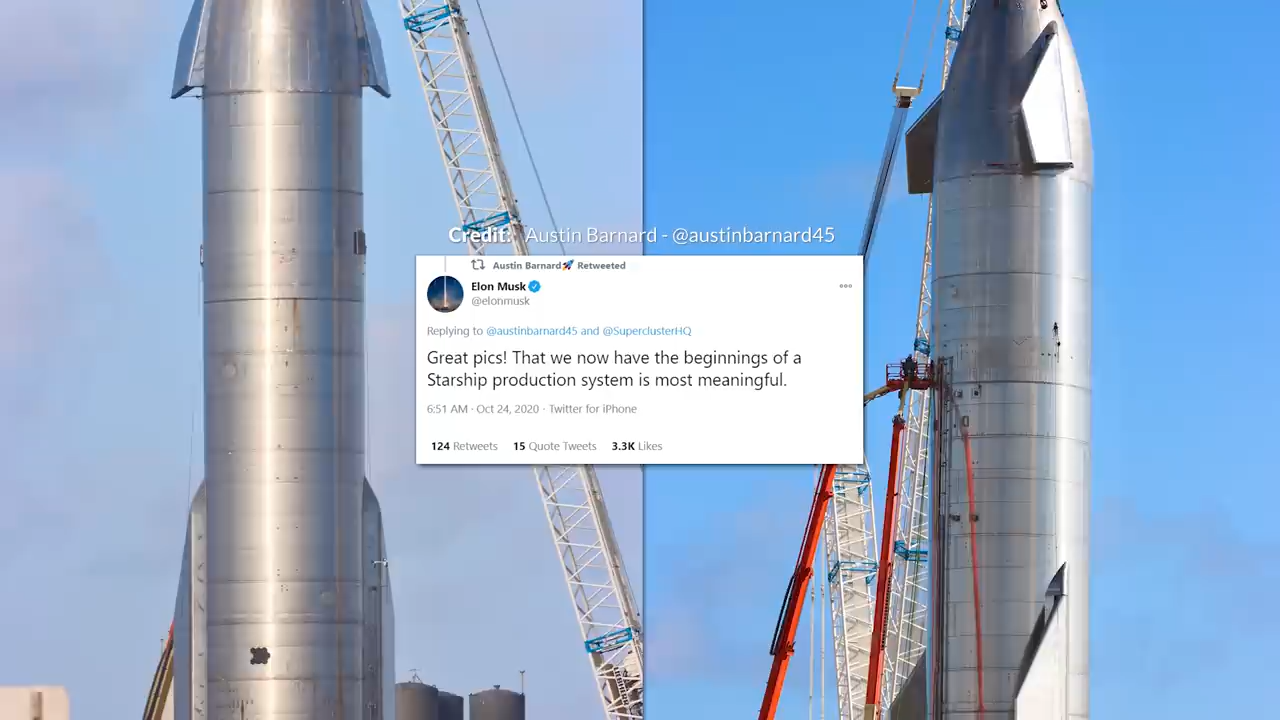 Credit: Austin Barnard - @austinbarnard45
Austin Barnard🚀 Retweeted
Elon Musk
@elonmusk
Replying to @austinbarnard45 and @SuperclusterHQ
Great pics! That we now have the beginnings of a
Starship production system is most meaningful.
6:51 AM · Oct 24, 2020 · Twitter for iPhone
124 Retweets 15 Quote Tweets 3.3K Likes